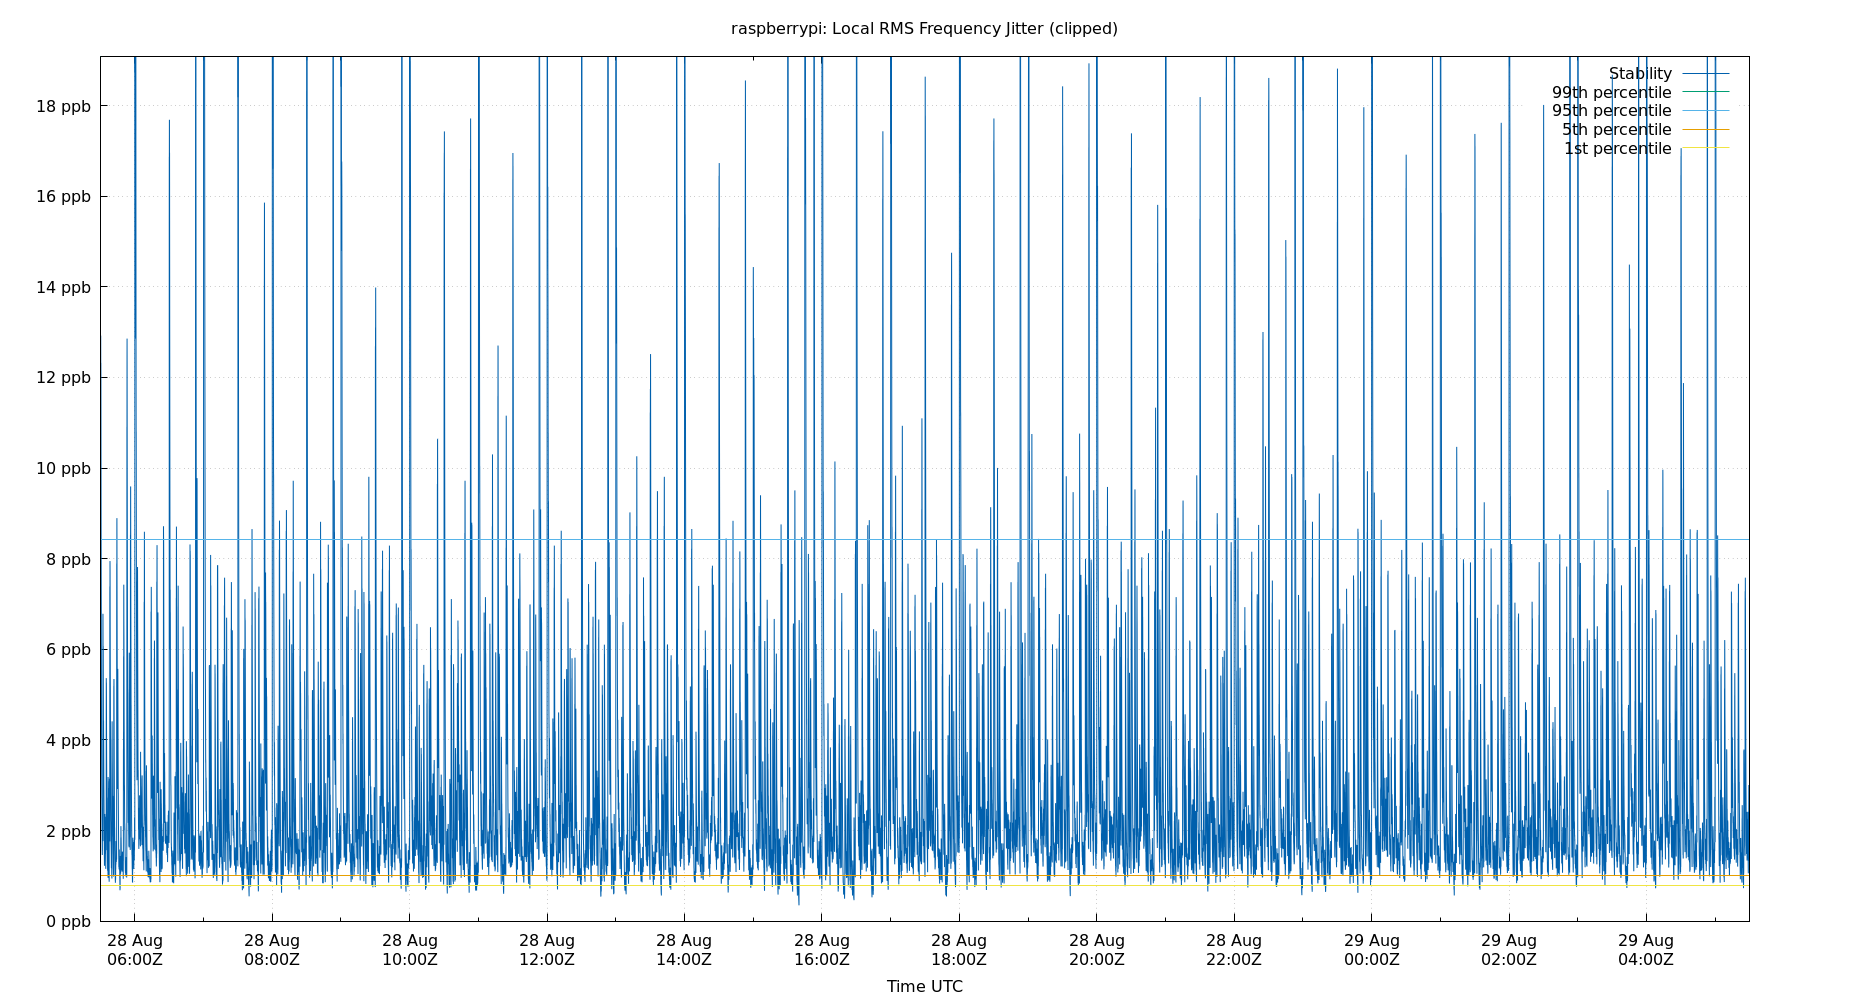 raspberrypi: Local RMS Frequency Jitter (clipped)
Stability
99th percentile
95th percentile
5th percentile
1st percentile
18 ppb
16 ppb
14 ppb
12 ppb
10 ppb
8 ppb
6 ppb
4 ppb
2 ppb
0 ppb
28 Aug 28 Aug 28 Aug 28 Aug 28 Aug 28 Aug 28 Aug 28 Aug 28 Aug 29 Aug 29 Aug 29 Aug
06:00Z 08:00Z 10:00Z 12:00Z 14:00Z 16:00Z 18:00Z 20:00Z 22:00Z 00:00Z 02:00Z 04:00Z
Time UTC